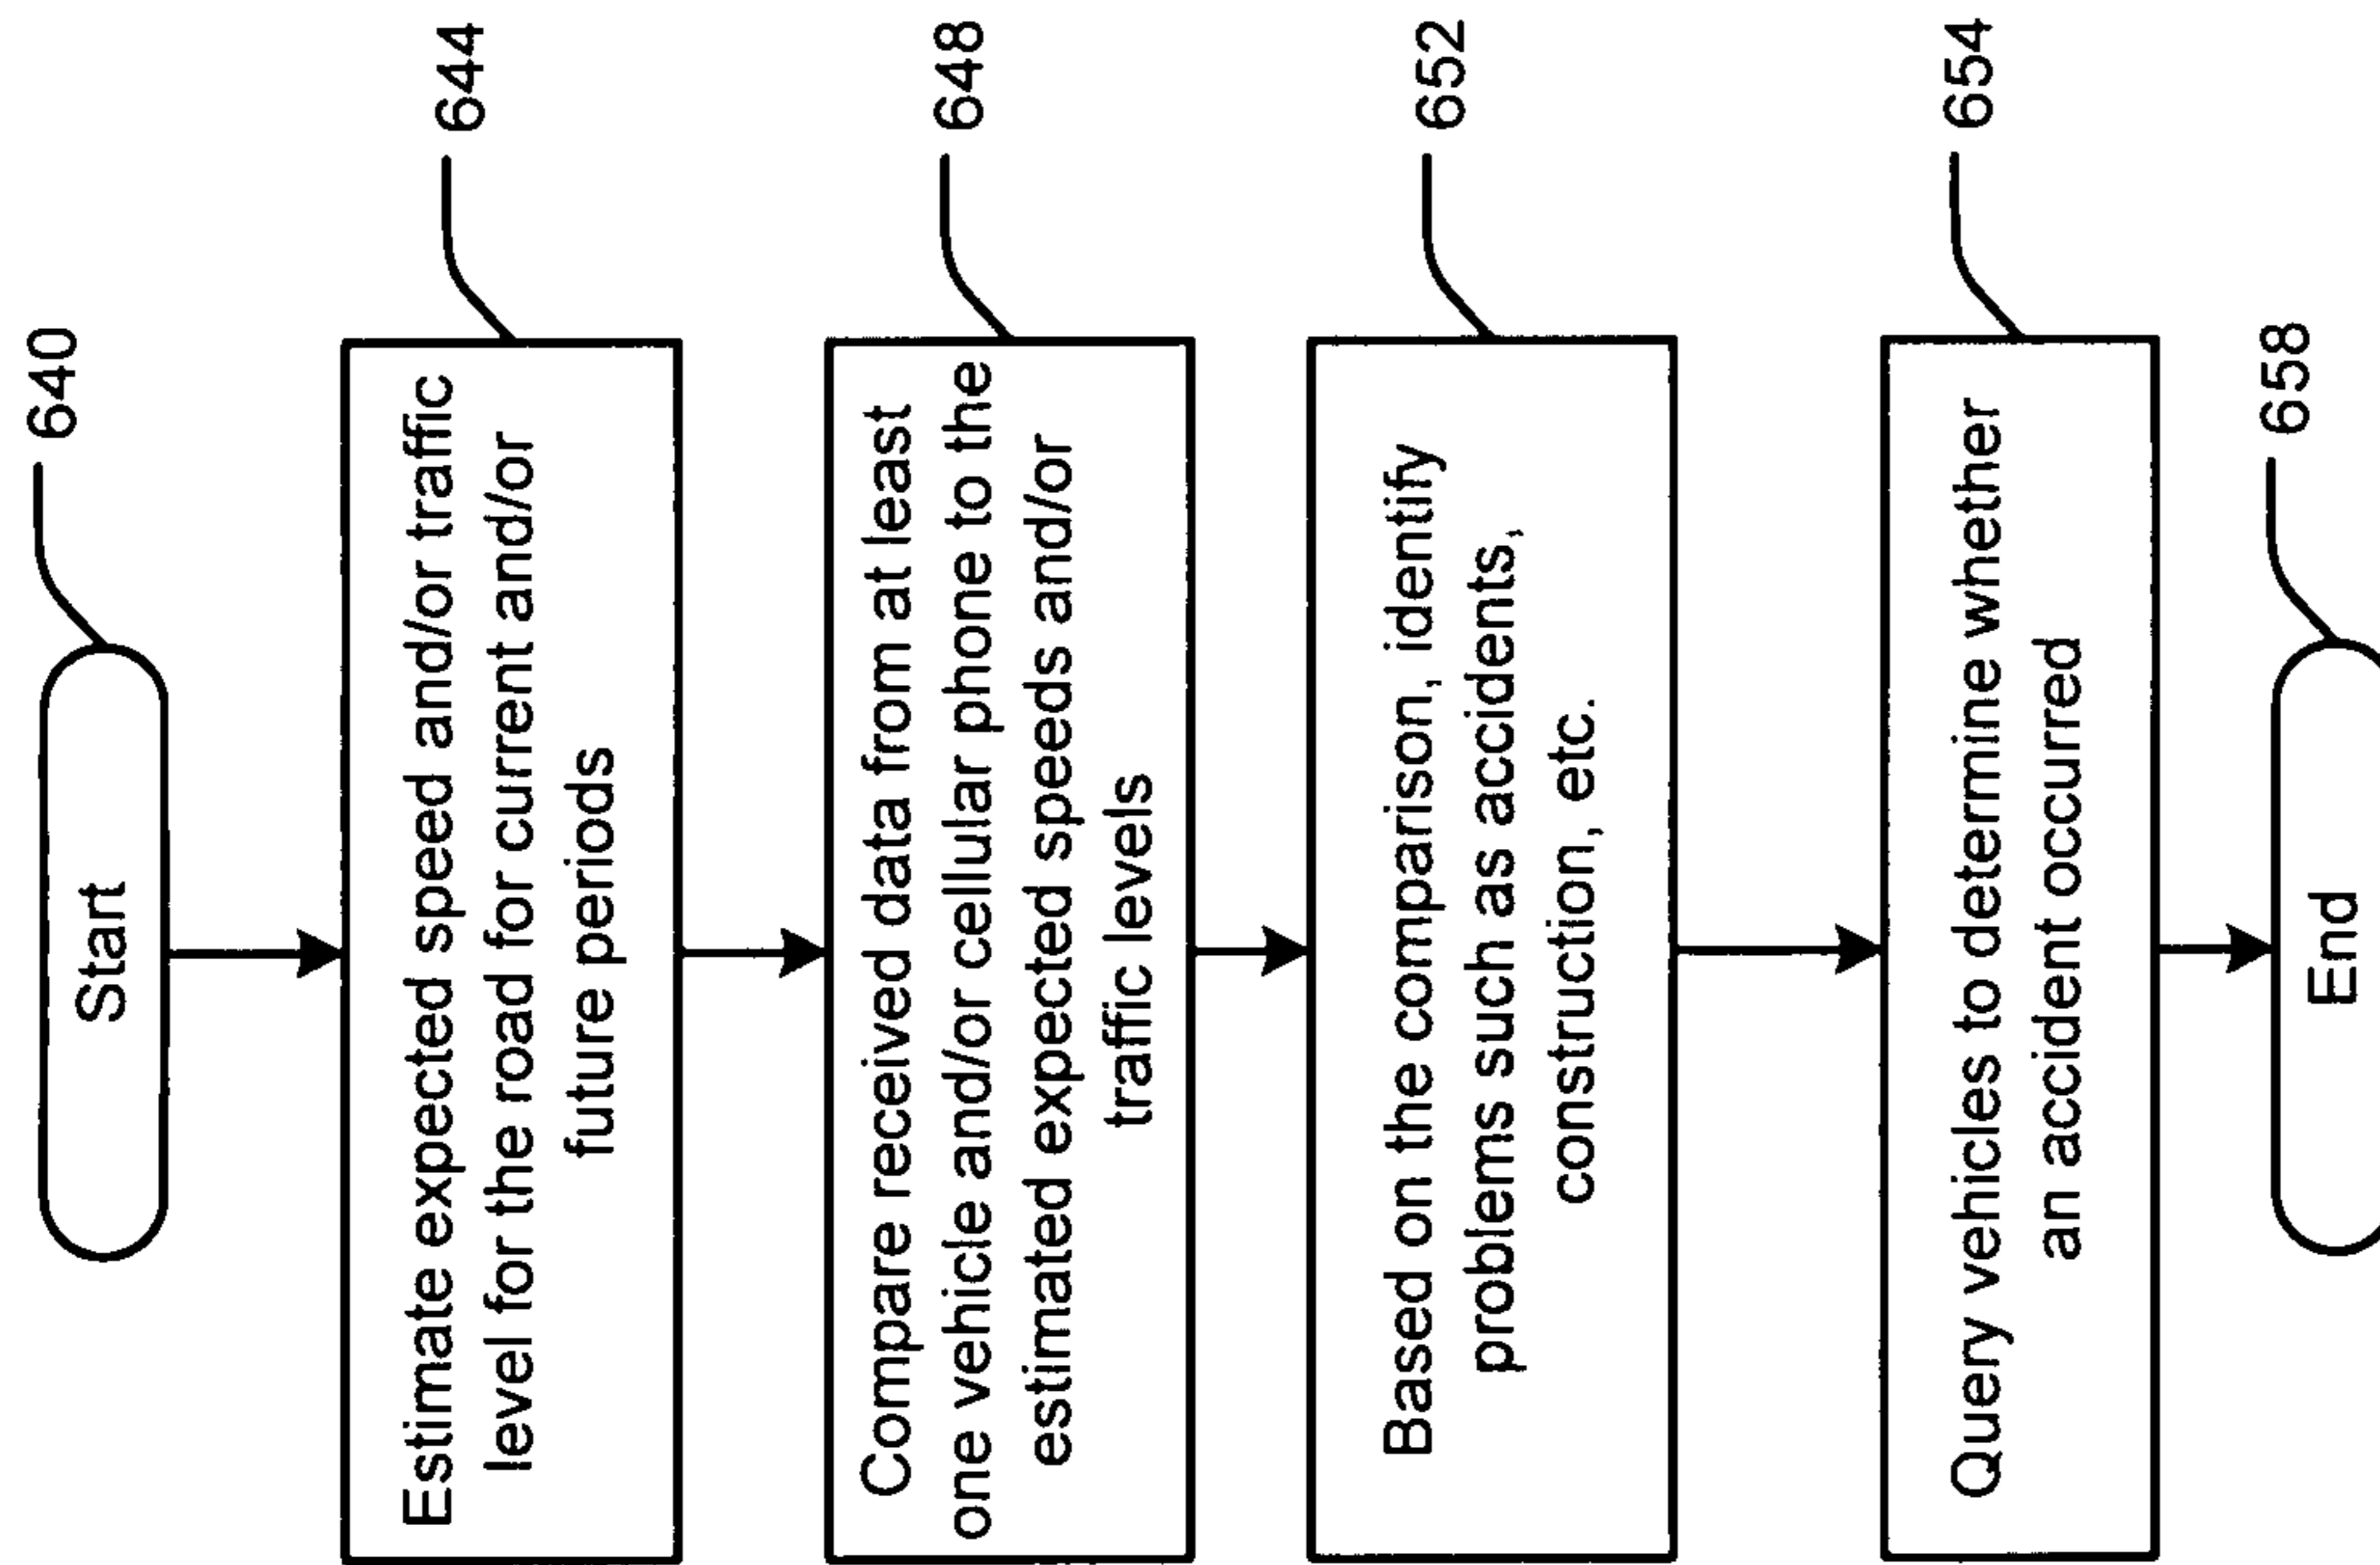 640
Start
644
Estimate expected speed and/or traffic
level for the road for current and/or
future periods
648
Compare received data from at least
one vehicle and/or cellular phone to the
estimated expected speeds and/or
traffic levels
652
Based on the comparison, identify
problems such as accidents,
construction, etc.
654
Query vehicles to determine whether
an accident occurred
658
End